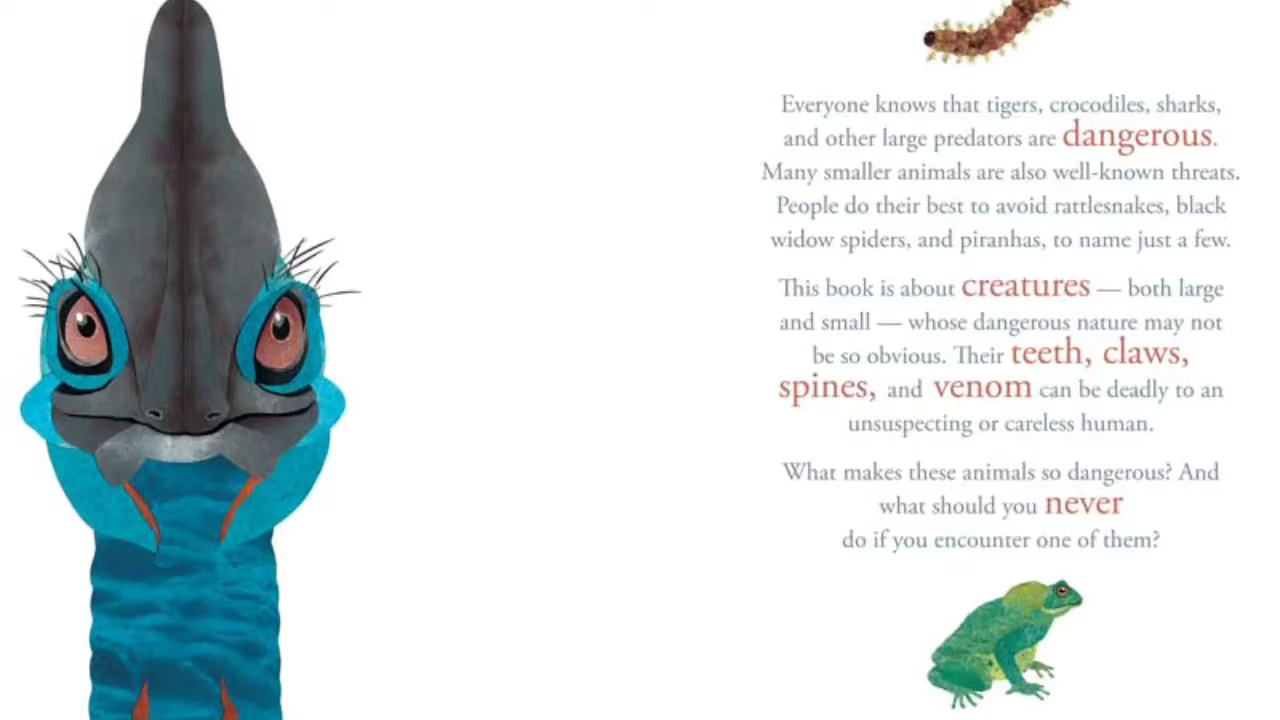 Everyone knows that tigers, crocodiles, sharks,
and other large predators are dangerous.
Many smaller animals are also well-known threats.
People do their best to avoid rattlesnakes, black
widow spiders, and piranhas, to name just a few.
This book is about creatures — both large
and small — whose dangerous nature may not
be so obvious. Their teeth, claws,
spines, and venom can be deadly to an
unsuspecting or careless human.
What makes these animals so dangerous? And
what should you never
do if you encounter one of them?